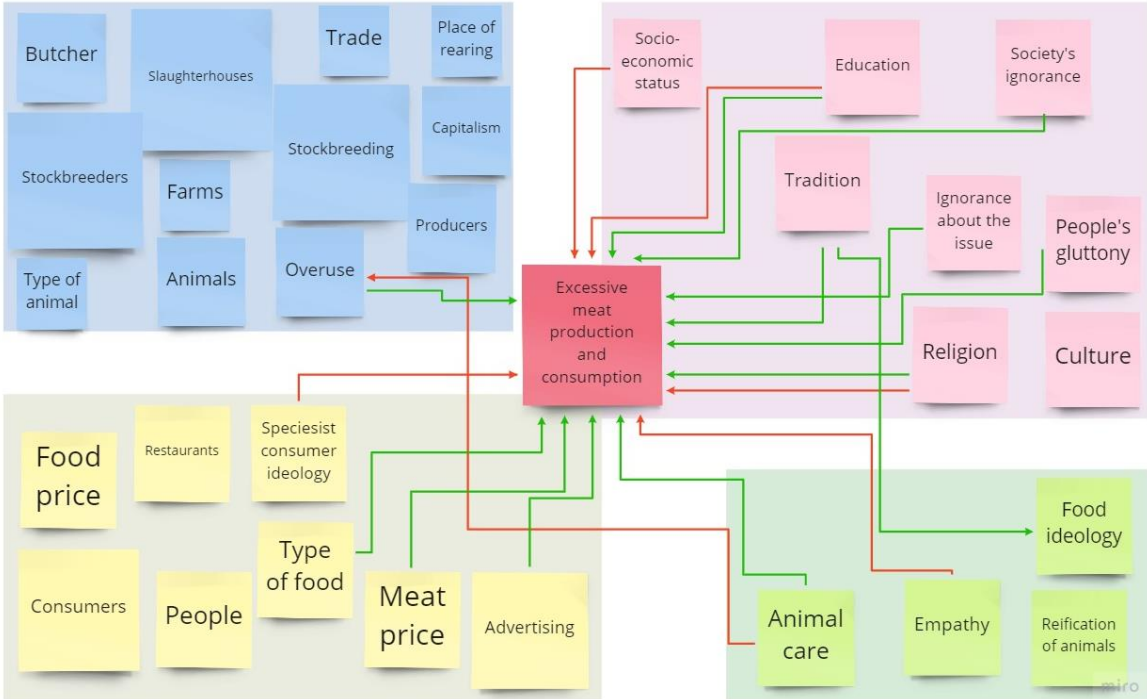 Butcher
Slaughterhouses
Trade
Place of
rearing
Stockbreeders
Farms
Stockbreeding
Capitalism
Producers
Type of
animal
Animals
Overuse
Socio-
economic
status
Education
Society's
ignorance
Tradition
Ignorance
about the
issue
People's
gluttony
Religion
Culture
Excessive
meat
production
and
consumption
Food
price
Restaurants
Speciesist
consumer
ideology
Consumers
People
Type
of food
Meat
price
Advertising
Food
ideology
Animal
care
Empathy
Reification
of animals
miro